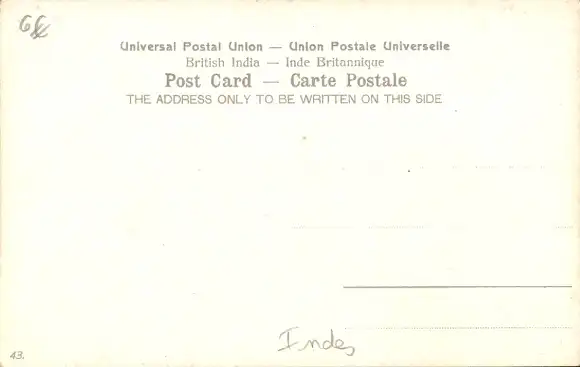 Universal Postal Union — Union Postale Universelle
British India — Inde Britannique
Post Card — Carte Postale
THE ADDRESS ONLY TO BE WRITTEN ON THIS SIDE
Indes
43.